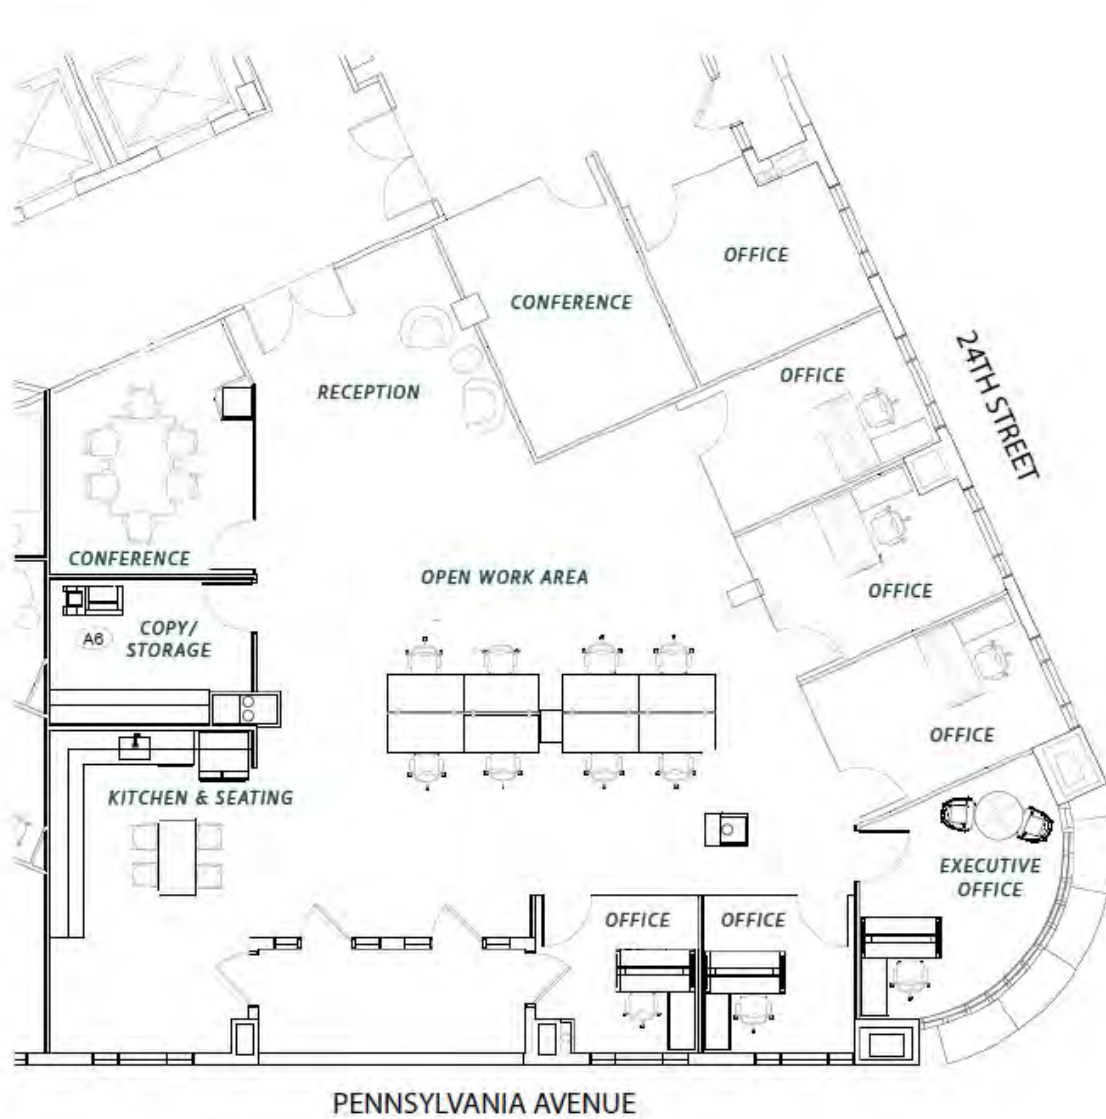 OFFICE
CONFERENCE
24TH STREET
OFFICE
RECEPTION
CONFERENCE
OPEN WORK AREA
OFFICE
A6
COPY/
STORAGE
OFFICE
KITCHEN & SEATING
EXECUTIVE
OFFICE
OFFICE
OFFICE
PENNSYLVANIA AVENUE